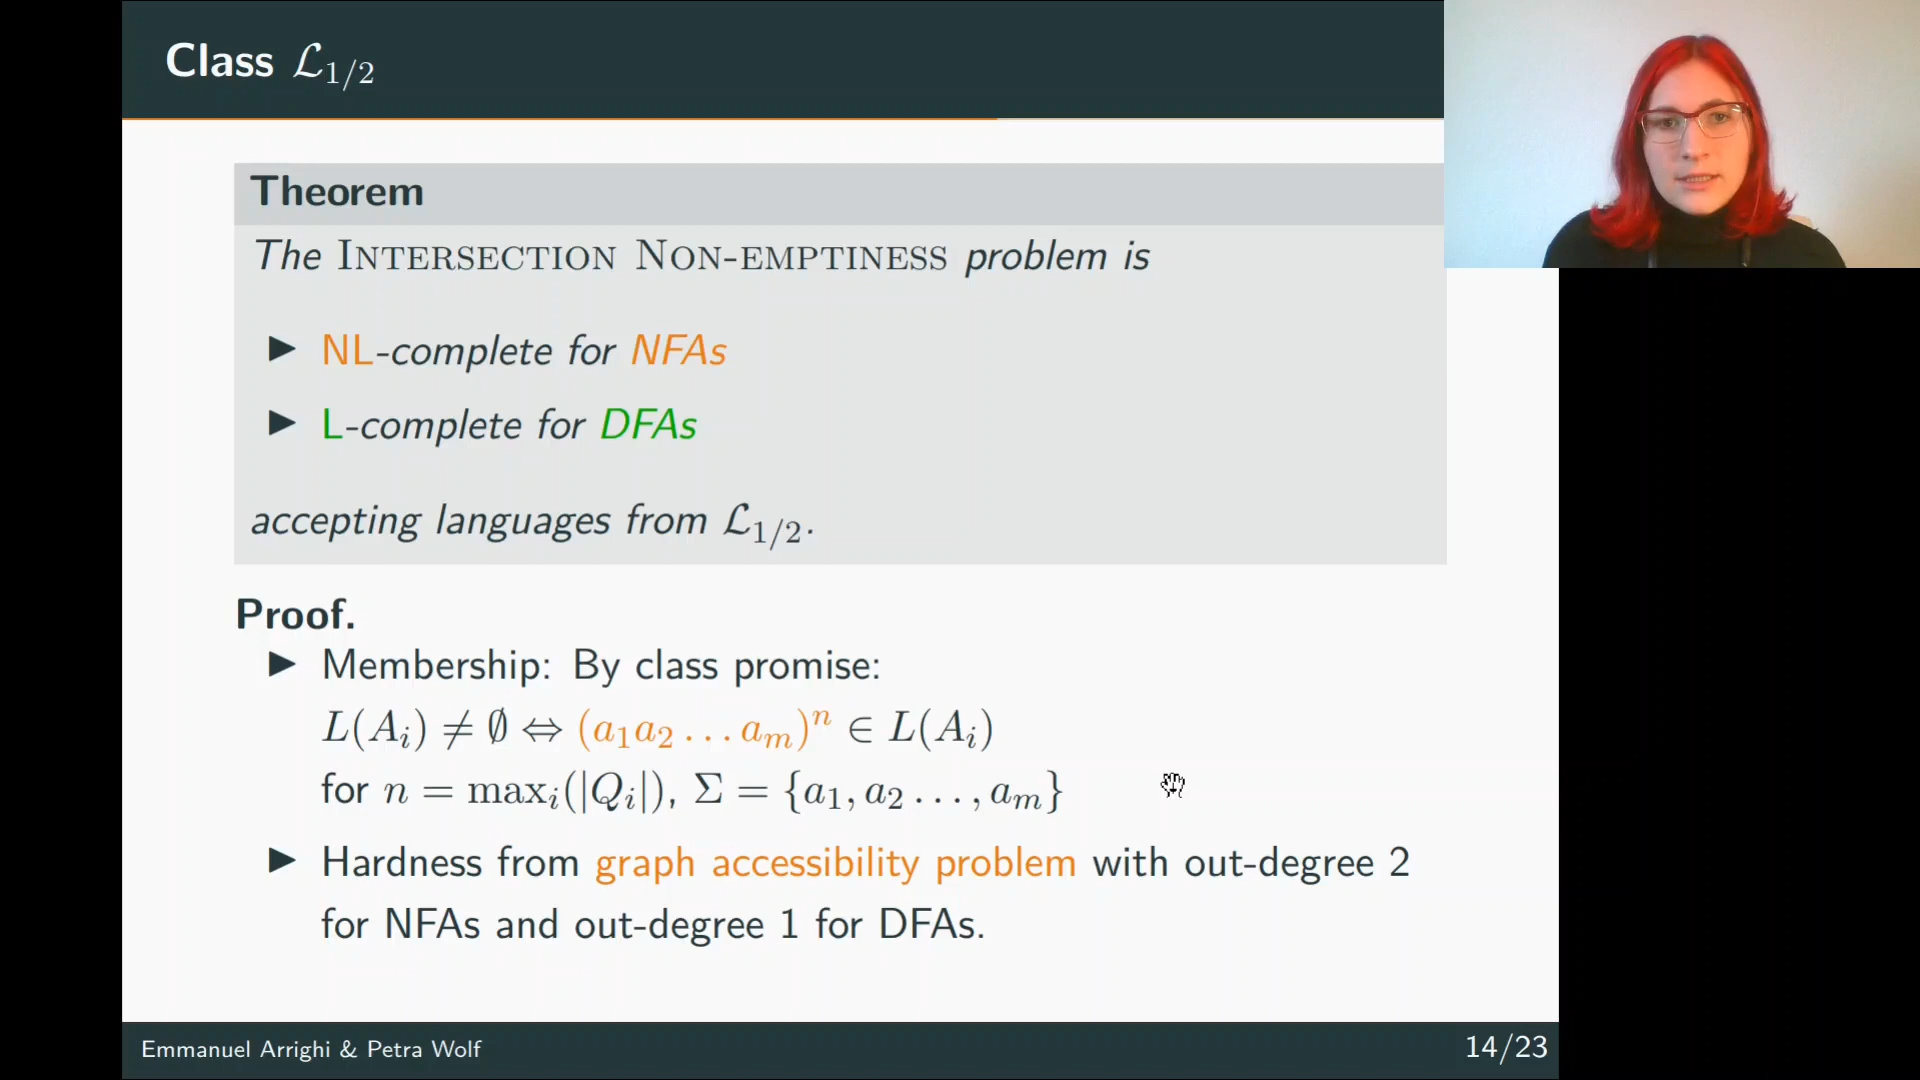 Class ℒ1/2
Theorem
The INTERSECTION NON-EMPTINESS problem is
▶ NL-complete for NFAs
▶ L-complete for DFAs
accepting languages from ℒ1/2.
Proof.
▶ Membership: By class promise:
L(Aᵢ) ≠ ∅ ⇔ (a₁a₂ … aₘ)ⁿ ∈ L(Aᵢ)
for n = maxᵢ(|Qᵢ|), Σ = {a₁, a₂ …, aₘ}
▶ Hardness from graph accessibility problem with out-degree 2
for NFAs and out-degree 1 for DFAs.
Emmanuel Arrighi & Petra Wolf
14/23